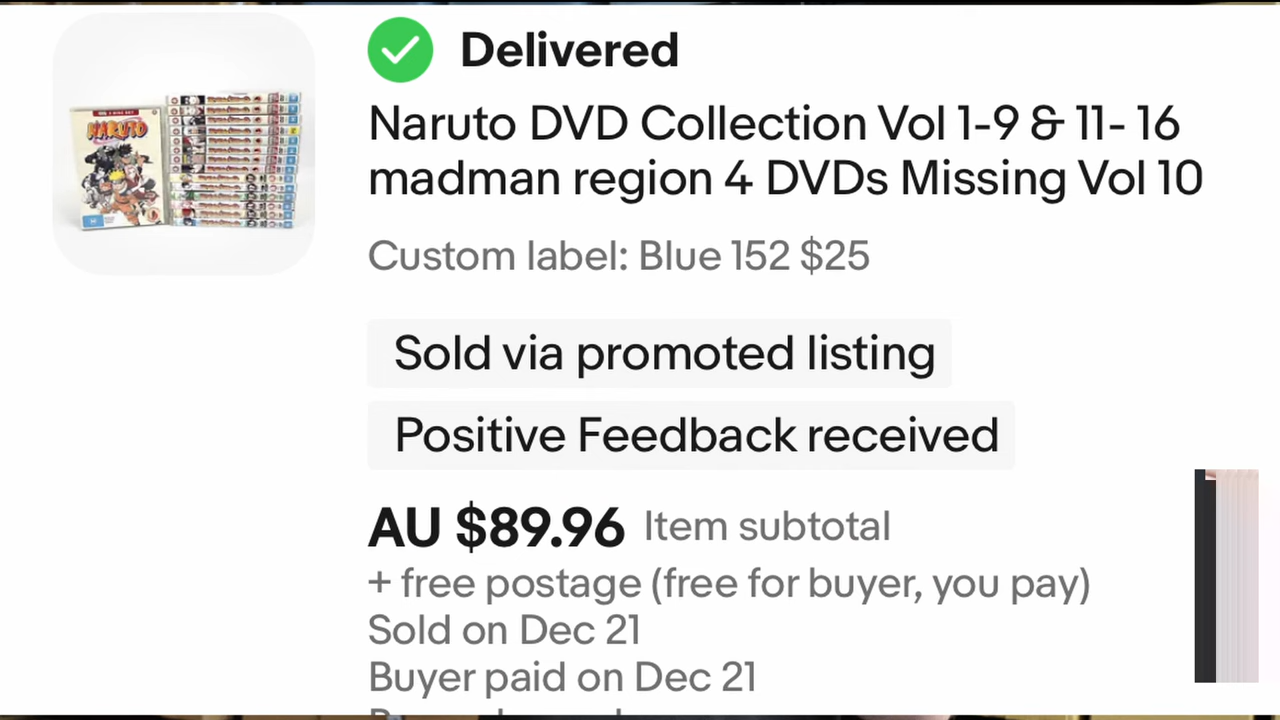 Delivered
Naruto DVD Collection Vol 1-9 & 11- 16
madman region 4 DVDs Missing Vol 10
Custom label: Blue 152 $25
Sold via promoted listing
Positive Feedback received
AU $89.96 Item subtotal
+ free postage (free for buyer, you pay)
Sold on Dec 21
Buyer paid on Dec 21
NARUTO